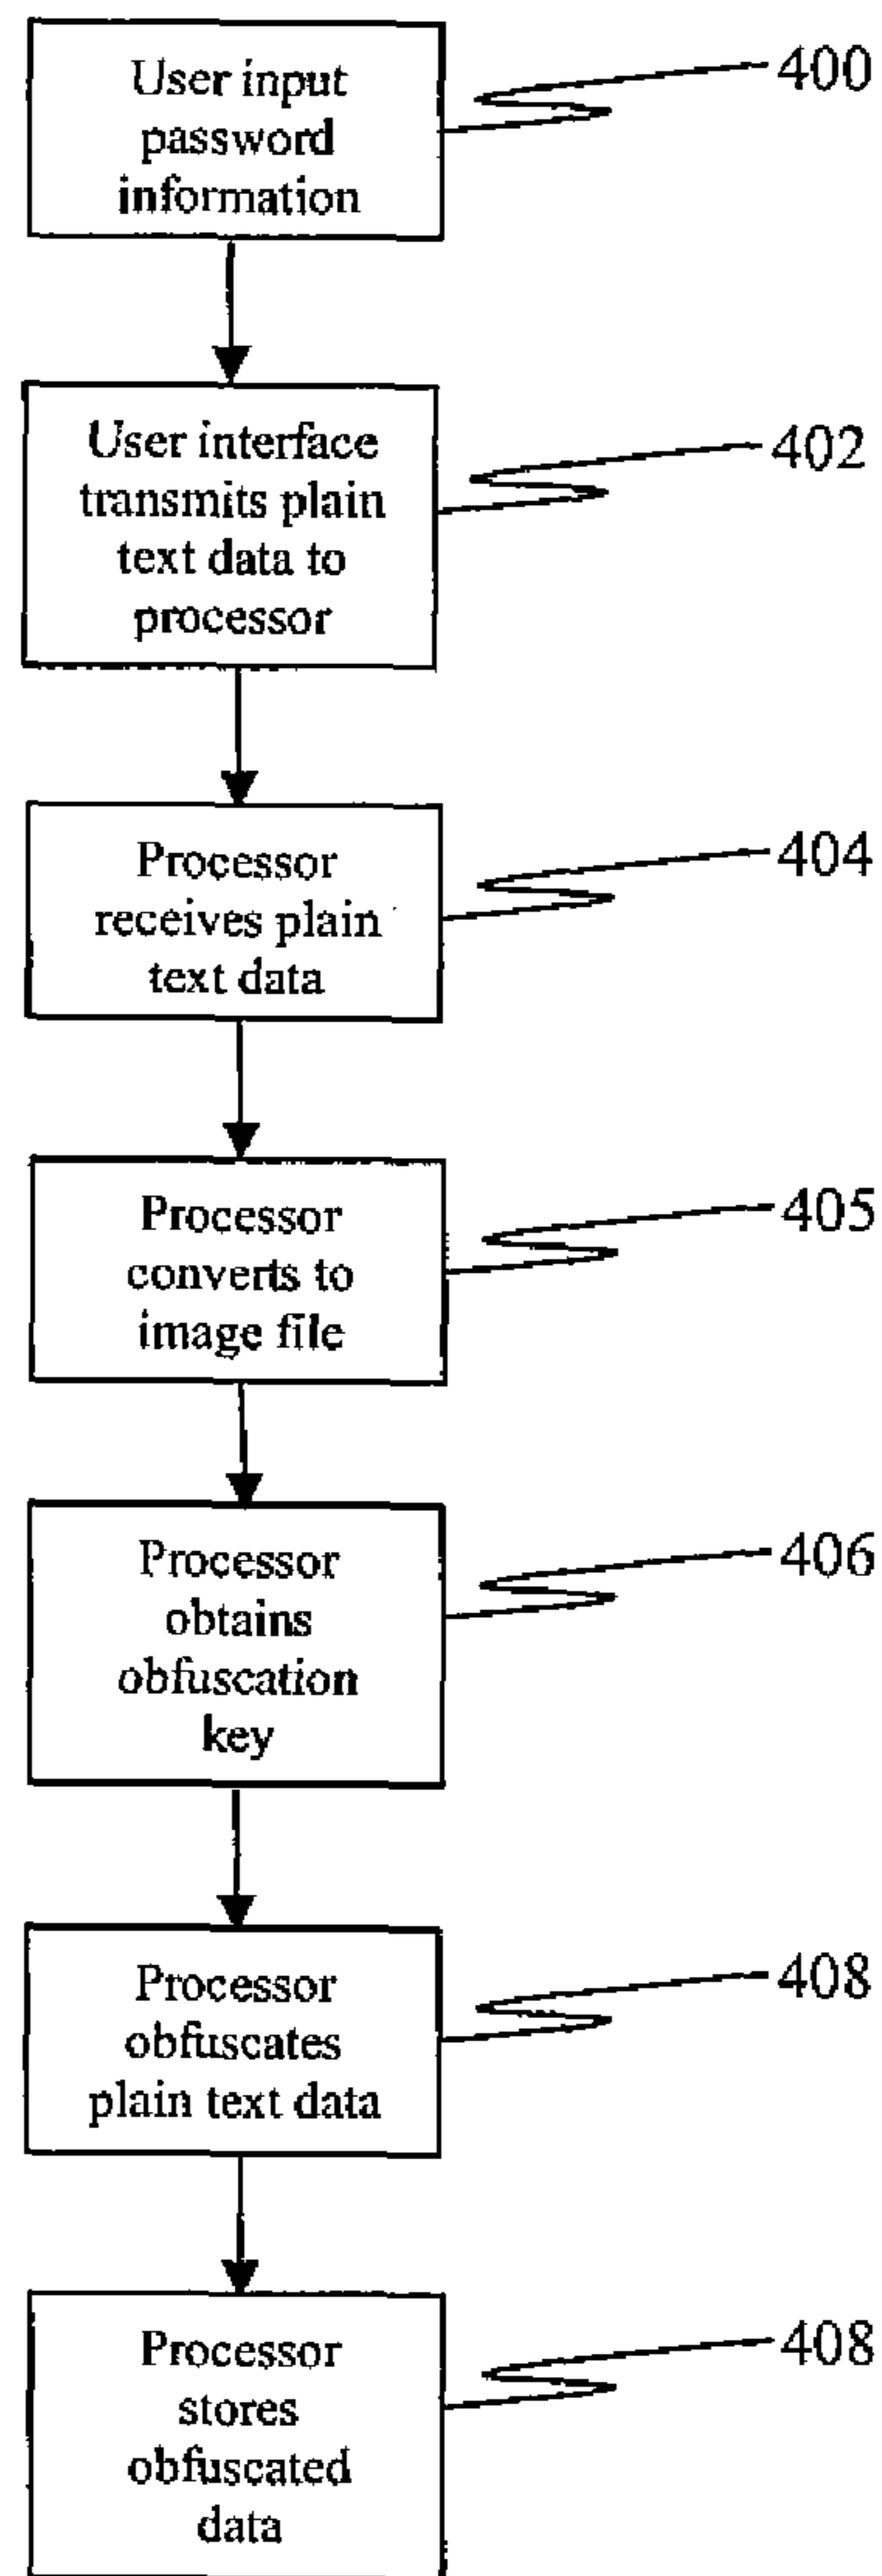 User input
password
information
400
User interface
transmits plain
text data to
processor
402
Processor
receives plain
text data
404
Processor
converts to
image file
405
Processor
obtains
obfuscation
key
406
Processor
obfuscates
plain text data
408
Processor
stores
obfuscated
data
408